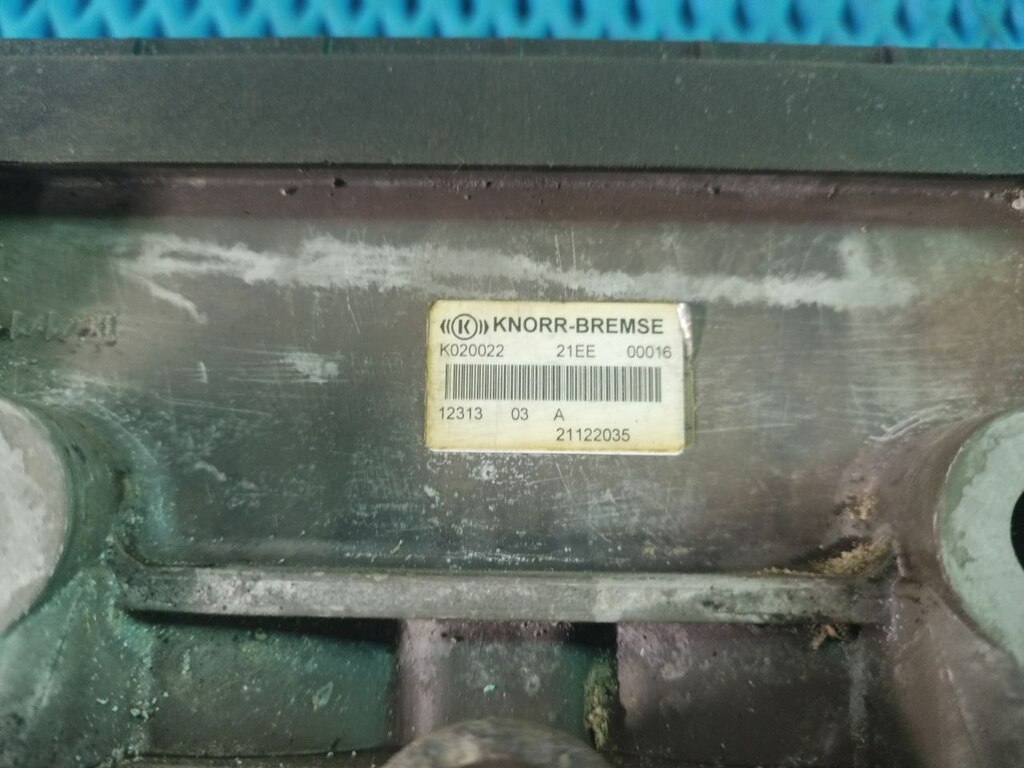 ((K)) KNORR-BREMSE
K020022 21EE 00016
12313 03 A
21122035